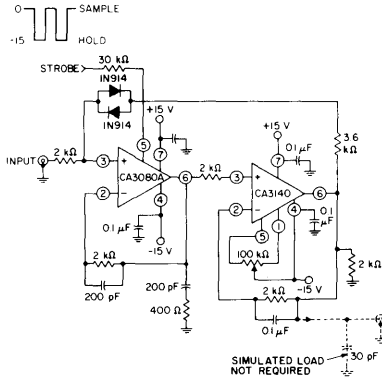 0 SAMPLE
-15 HOLD
STROBE 30 kΩ
1N914
1N914
+15 V
+15 V
0.1 µF
3.6 kΩ
INPUT 2 kΩ
3 + 5 7 CA3080A 6
2 - 4
2 kΩ
3 + 7 CA3140 6
2 - 5 1 4
0.1 µF
-15 V
0.1 µF
100 kΩ
-15 V
2 kΩ
200 pF
200 pF
400 Ω
2 kΩ
0.1 µF
2 kΩ
30 pF
SIMULATED LOAD
NOT REQUIRED